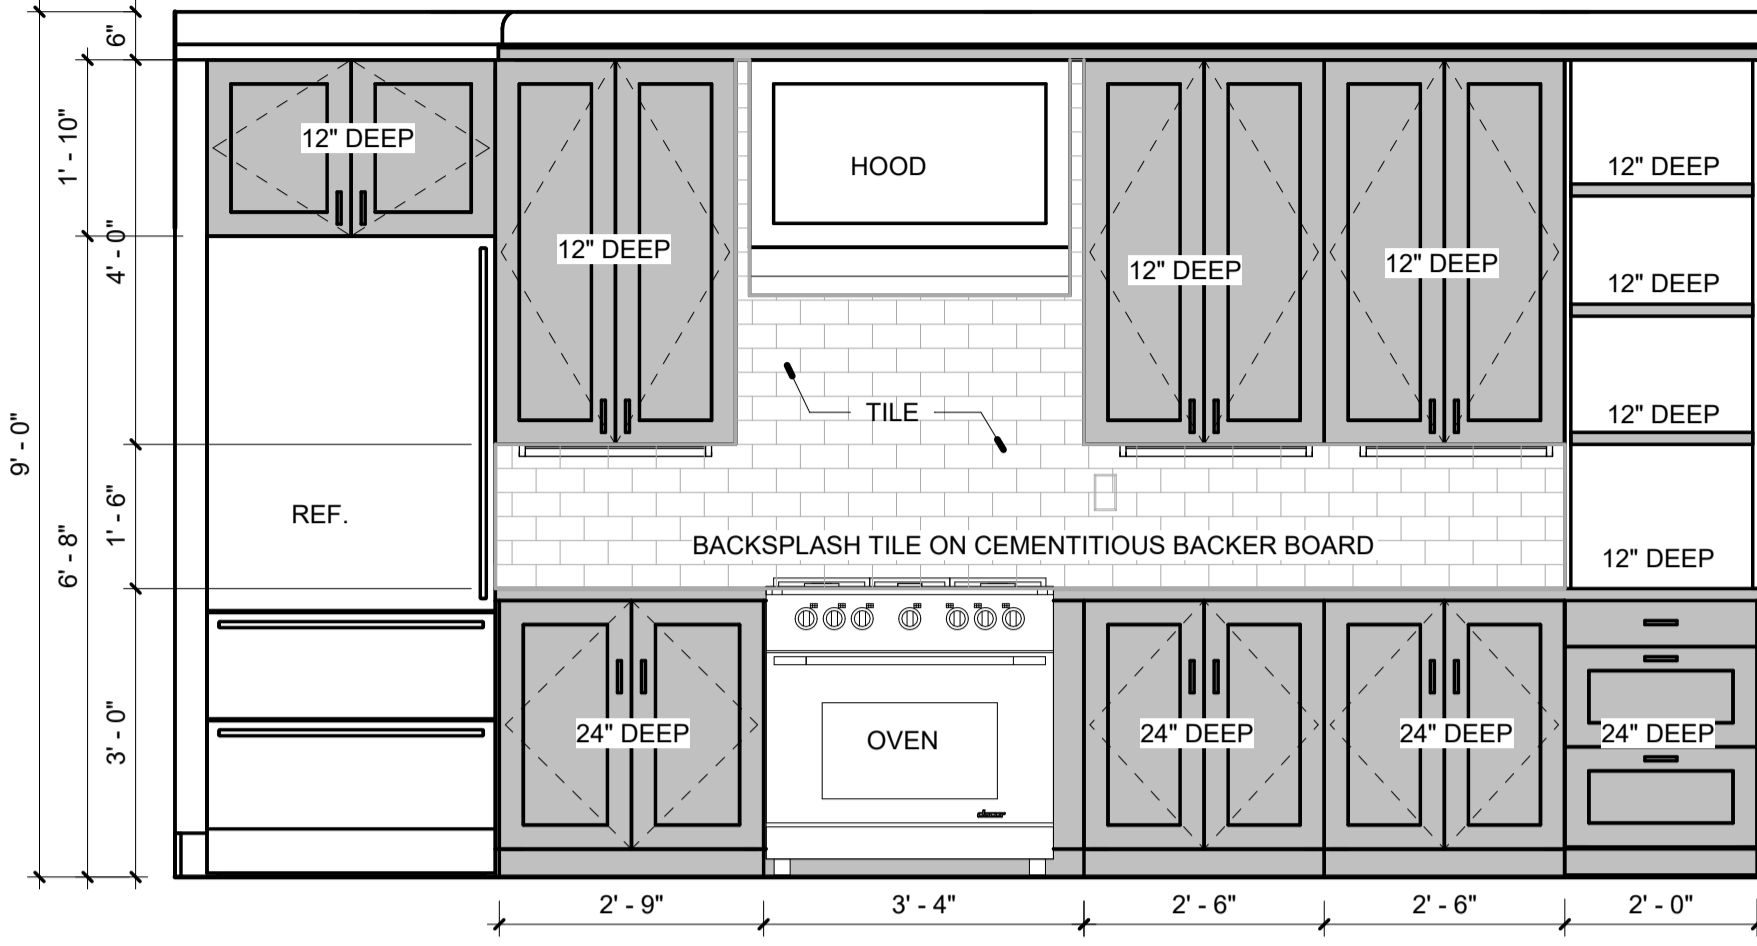 6"
1' - 10"
12" DEEP
HOOD
12" DEEP
4' - 0"
12" DEEP
12" DEEP
12" DEEP
12" DEEP
TILE
12" DEEP
9' - 0"
1' - 6"
REF.
6' - 8"
BACKSPLASH TILE ON CEMENTITIOUS BACKER BOARD
12" DEEP
3' - 0"
24" DEEP
OVEN
24" DEEP
24" DEEP
24" DEEP
dacor
2' - 9"
3' - 4"
2' - 6"
2' - 6"
2' - 0"